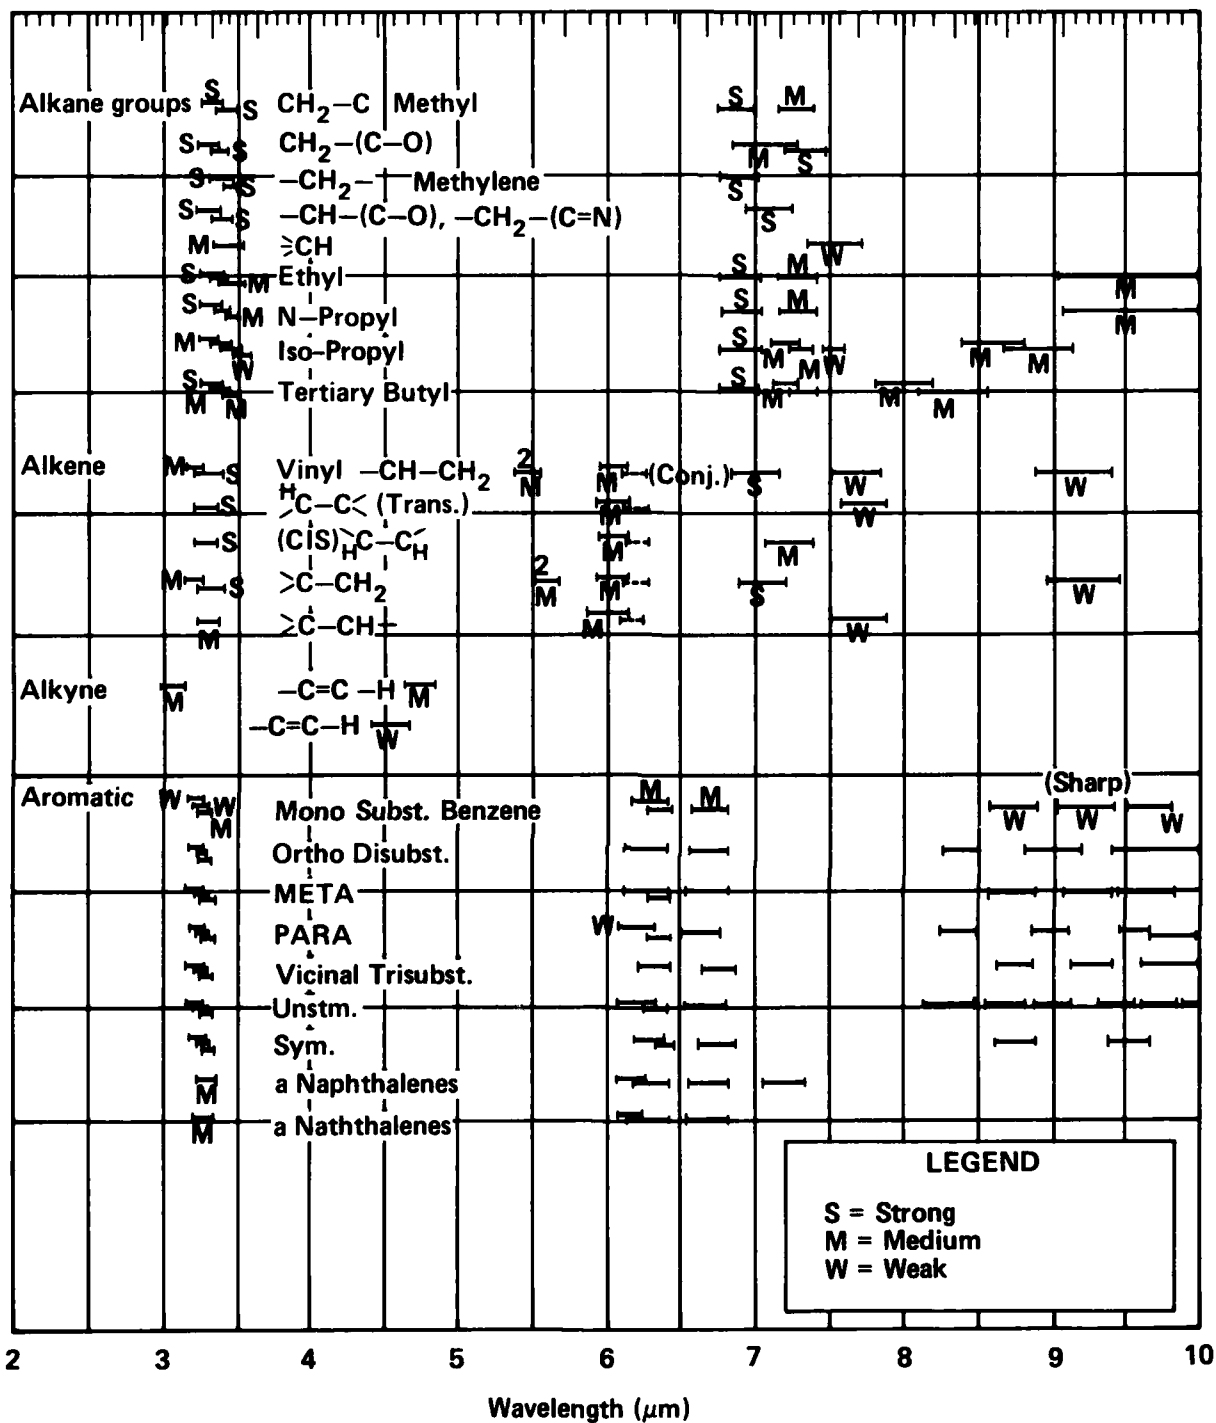 S
Alkane groups S CH2–C Methyl S M
S S CH2–(C–O) M S
S S –CH2– Methylene S
S S –CH–(C–O), –CH2–(C=N) S
M >CH W
S M Ethyl S M M
S M N–Propyl S M M
M W Iso-Propyl S M M W M M
S M M Tertiary Butyl S M M M
Alkene M S Vinyl –CH–CH2 2 M M (Conj.) S W W
S H C–C< (Trans.) M W
S (CIS) H C–C H M M
M S >C–CH2 2 M M S W
M >C–CH M W
Alkyne M –C=C –H M
–C=C–H W
(Sharp)
Aromatic W W M Mono Subst. Benzene M M W W W
Ortho Disubst.
META
PARA W
Vicinal Trisubst.
Unstm.
Sym.
M a Naphthalenes
M a Naththalenes
LEGEND
S = Strong
M = Medium
W = Weak
2 3 4 5 6 7 8 9 10
Wavelength (μm)